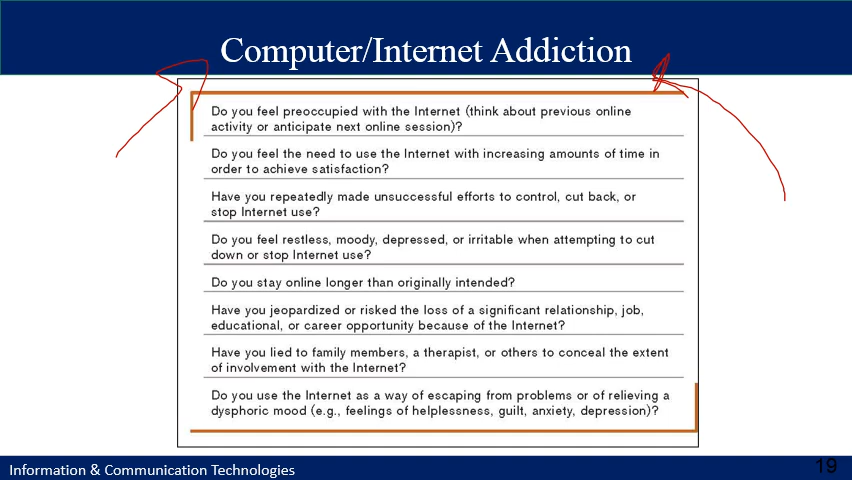 Computer/Internet Addiction
Do you feel preoccupied with the Internet (think about previous online
activity or anticipate next online session)?
Do you feel the need to use the Internet with increasing amounts of time in
order to achieve satisfaction?
Have you repeatedly made unsuccessful efforts to control, cut back, or
stop Internet use?
Do you feel restless, moody, depressed, or irritable when attempting to cut
down or stop Internet use?
Do you stay online longer than originally intended?
Have you jeopardized or risked the loss of a significant relationship, job,
educational, or career opportunity because of the Internet?
Have you lied to family members, a therapist, or others to conceal the extent
of involvement with the Internet?
Do you use the Internet as a way of escaping from problems or of relieving a
dysphoric mood (e.g., feelings of helplessness, guilt, anxiety, depression)?
Information & Communication Technologies
19